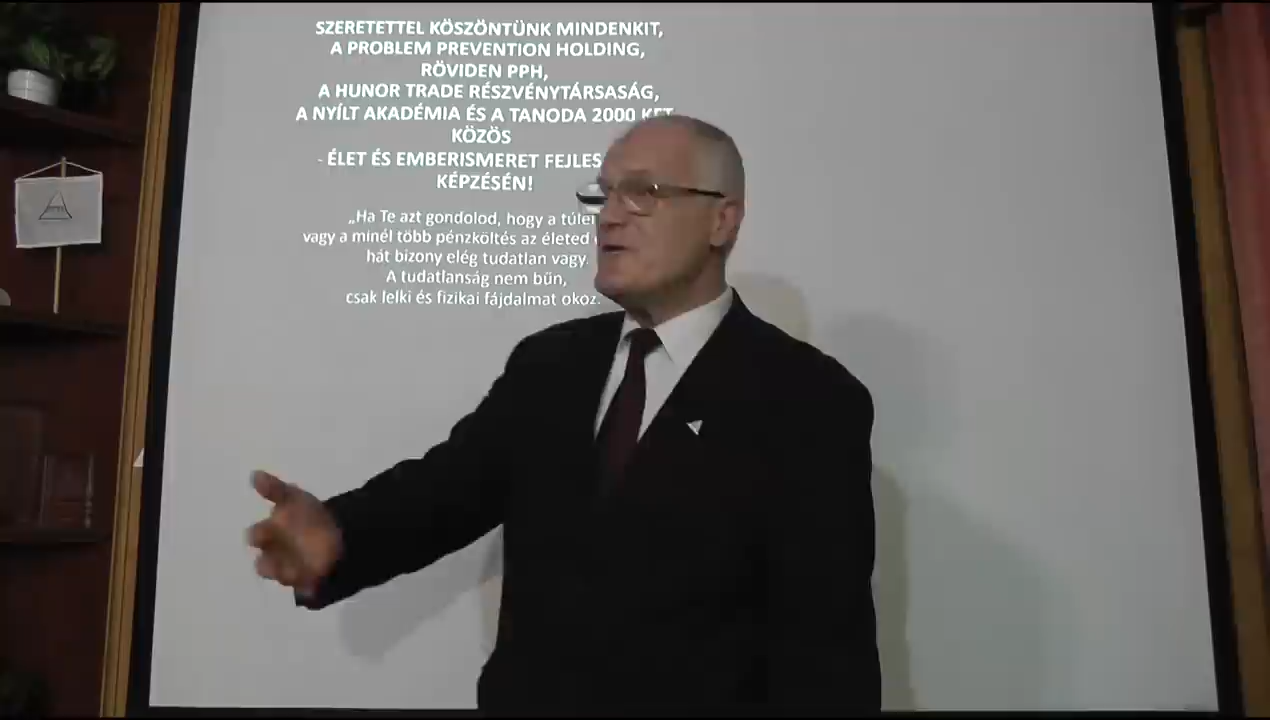 SZERETETTEL KÖSZÖNTÜNK MINDENKIT,
A PROBLEM PREVENTION HOLDING,
RÖVIDEN PPH,
A HUNOR TRADE RÉSZVÉNYTÁRSASÁG,
A NYÍLT AKADÉMIA ÉS A TANODA 2000 KFT
KÖZÖS
- ÉLET ÉS EMBERISMERET
KÉPZÉSÉN!
„Ha Te azt gondolod, hogy a
vagy a minél több pénzköltés az életed
hát bizony elég tudatlan vagy.
A tudatlanság nem bűn,
csak lelki és fizikai fájdalmat okoz.